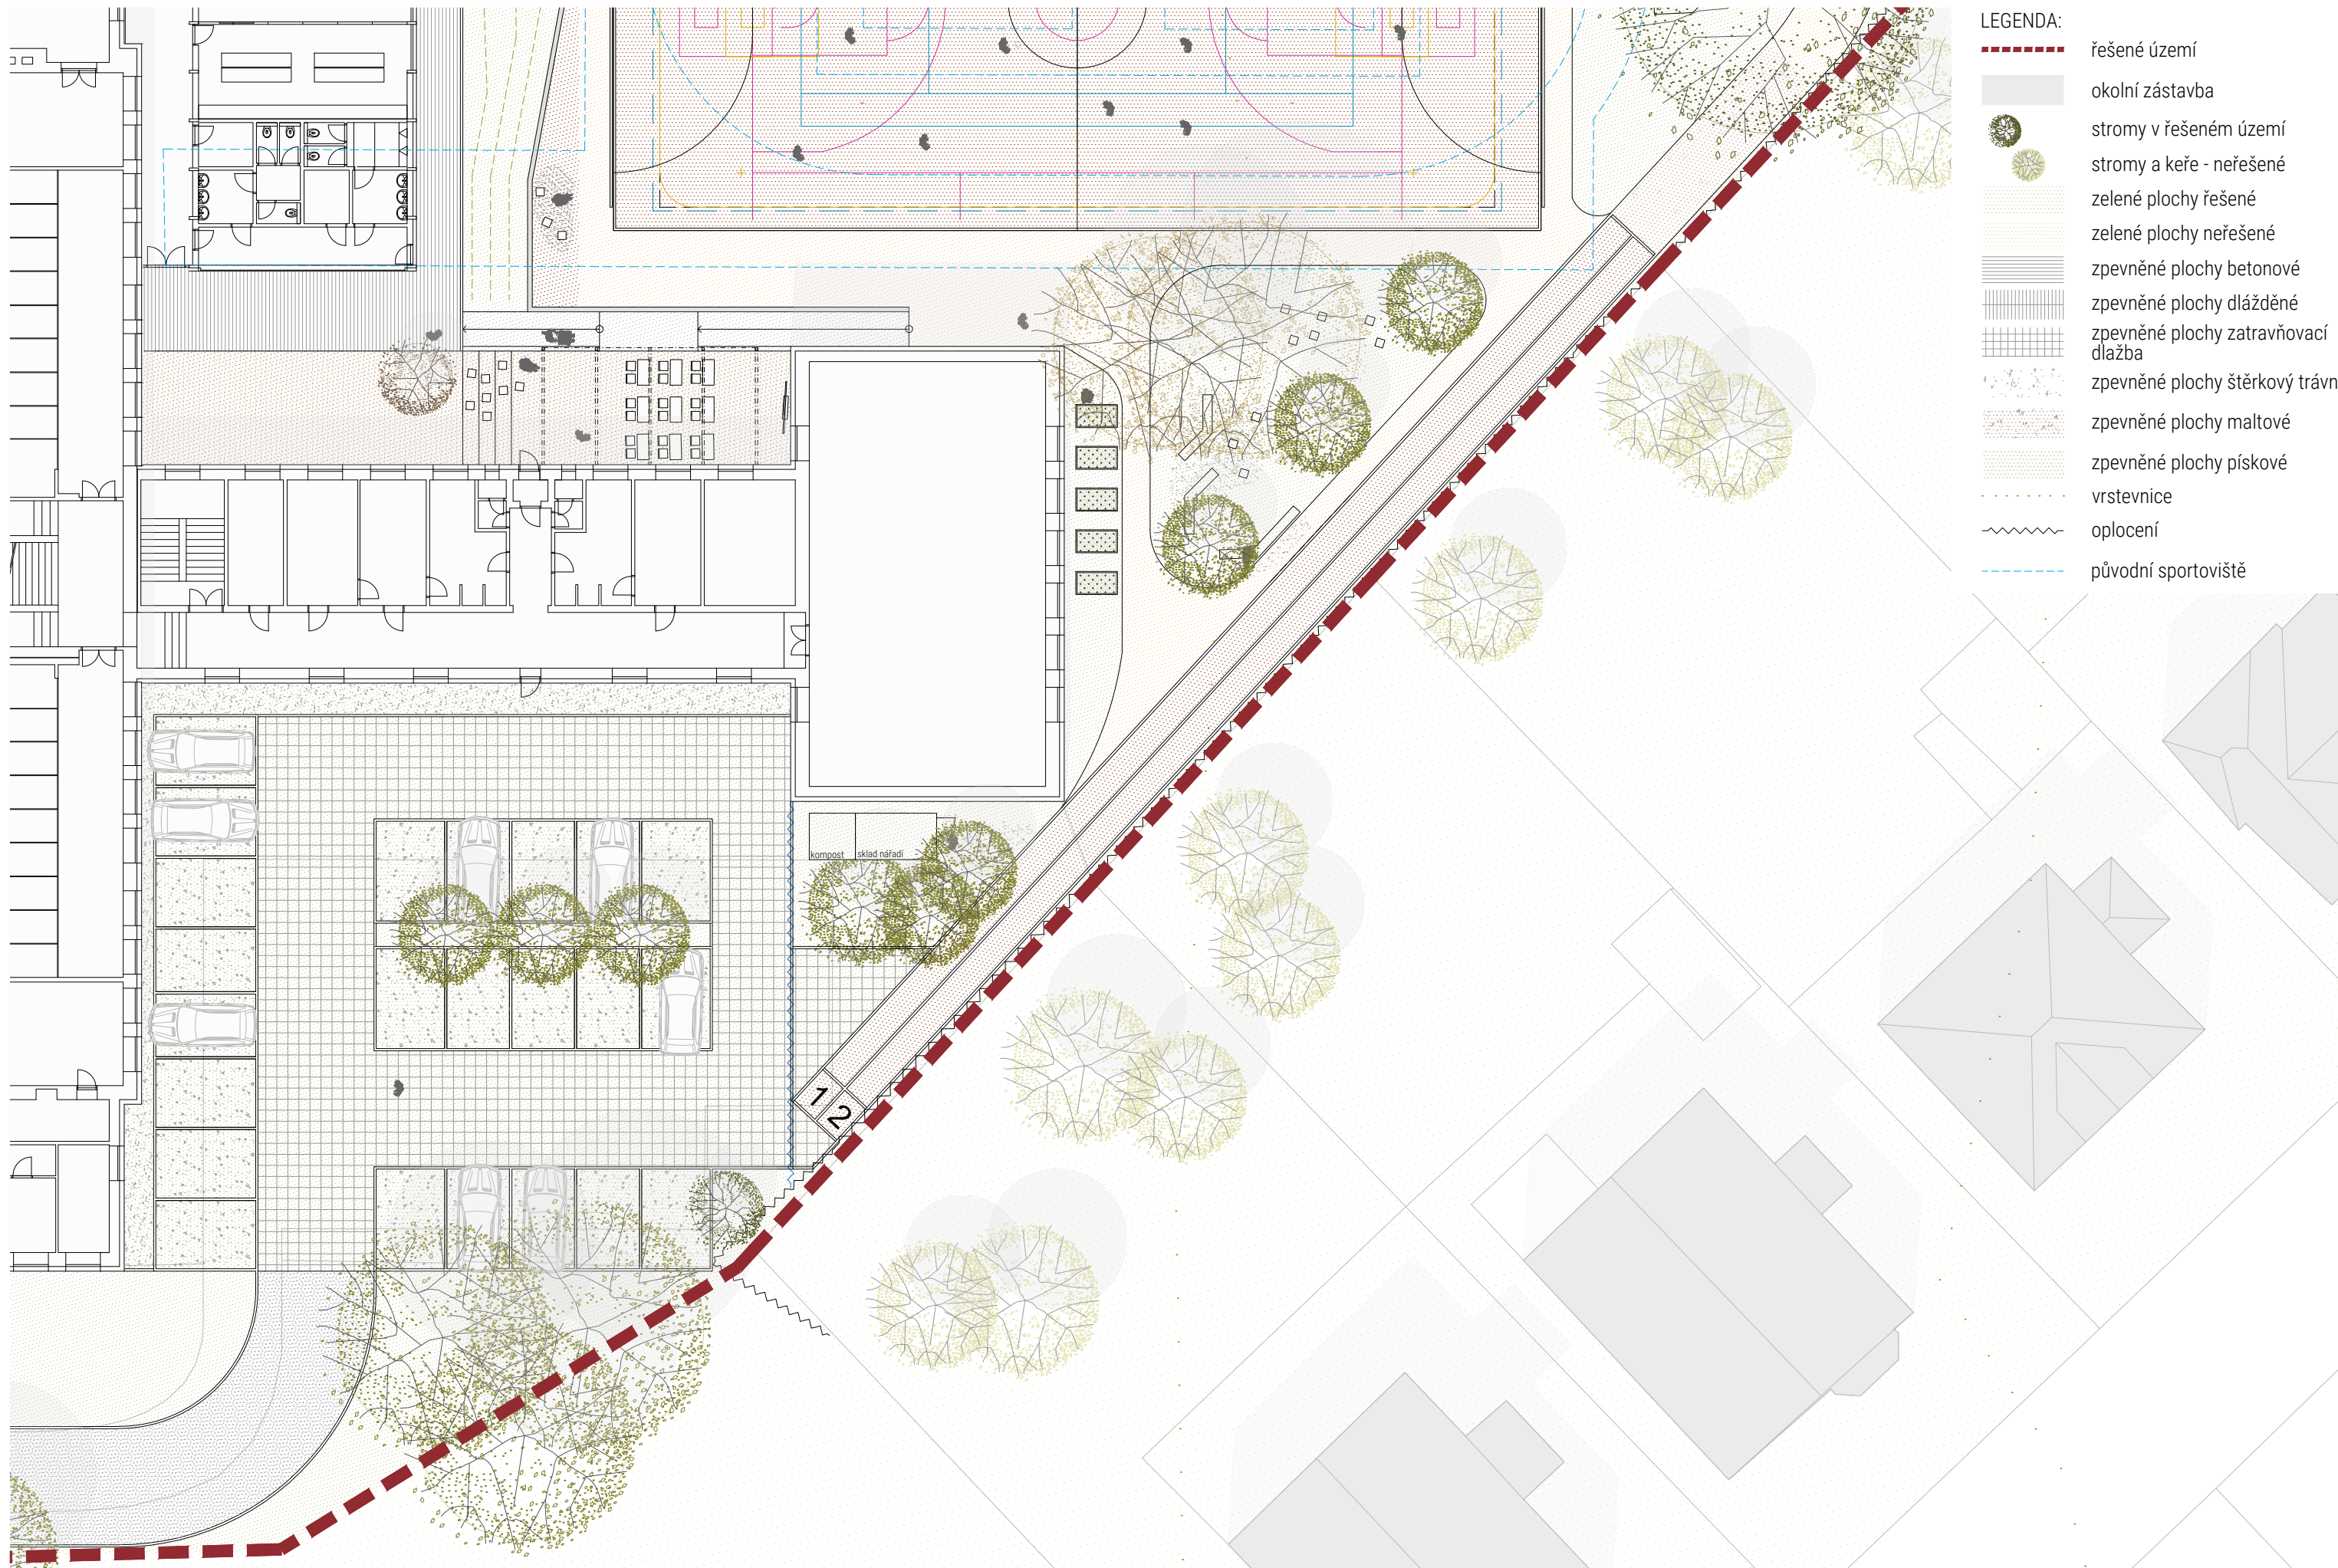 LEGENDA:
řešené území
okolní zástavba
stromy v řešeném území
stromy a keře - neřešené
zelené plochy řešené
zelené plochy neřešené
zpevněné plochy betonové
zpevněné plochy dlážděné
zpevněné plochy zatravňovací
dlažba
zpevněné plochy štěrkový trávn
zpevněné plochy maltové
zpevněné plochy pískové
vrstevnice
oplocení
původní sportoviště
kompost
sklad nářadí
1
2